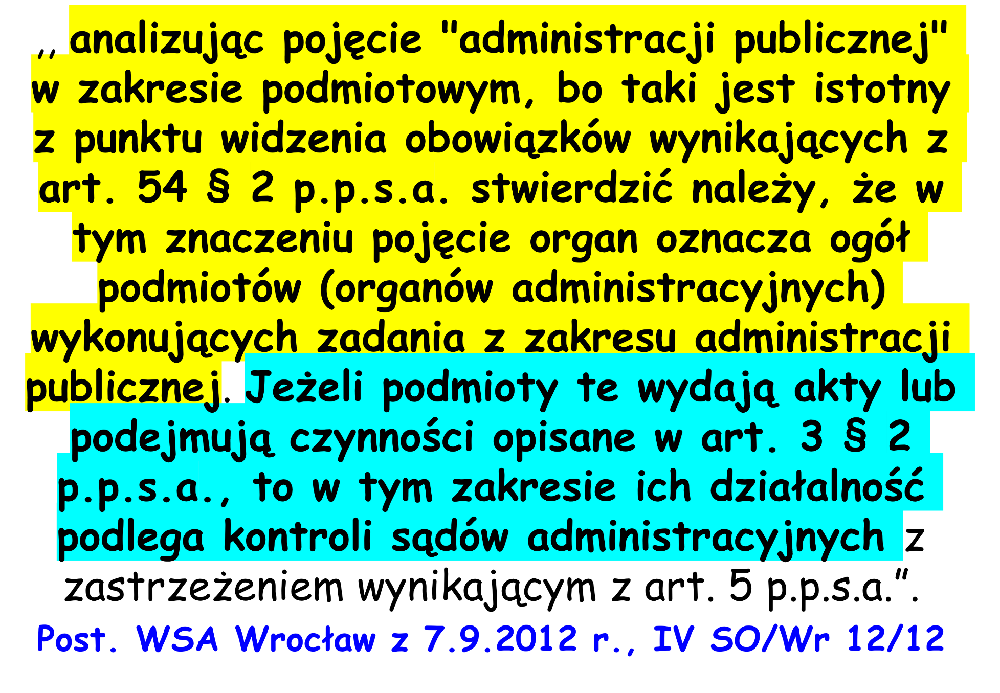 ,, analizując pojęcie "administracji publicznej"
w zakresie podmiotowym, bo taki jest istotny
z punktu widzenia obowiązków wynikających z
art. 54 § 2 p.p.s.a. stwierdzić należy, że w
tym znaczeniu pojęcie organ oznacza ogół
podmiotów (organów administracyjnych)
wykonujących zadania z zakresu administracji
publicznej. Jeżeli podmioty te wydają akty lub
podejmują czynności opisane w art. 3 § 2
p.p.s.a., to w tym zakresie ich działalność
podlega kontroli sądów administracyjnych z
zastrzeżeniem wynikającym z art. 5 p.p.s.a.”.
Post. WSA Wrocław z 7.9.2012 r., IV SO/Wr 12/12